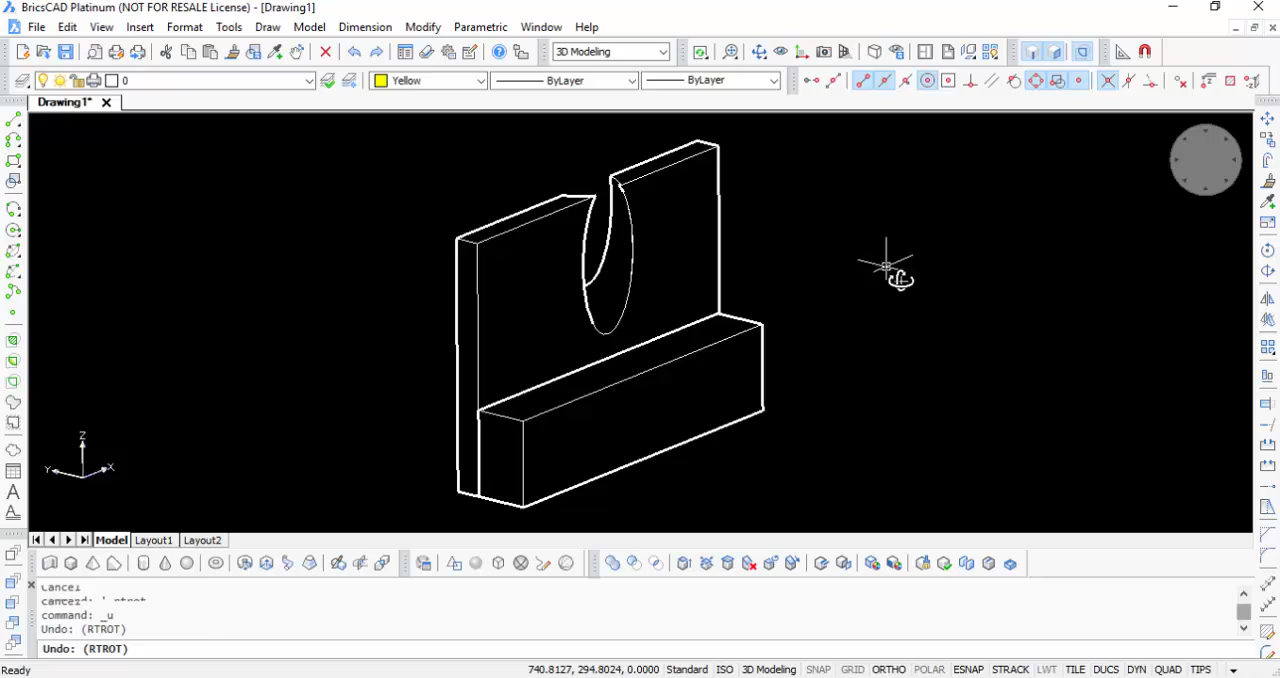 BricsCAD Platinum (NOT FOR RESALE License) - [Drawing1]
File Edit View Insert Format Tools Draw Model Dimension Modify Parametric Window Help
3D Modeling
0 Yellow ByLayer ByLayer
Drawing1*
Z
Y X
Model Layout1 Layout2
Cancel
command: _u
Undo: (RTROT)
Undo: (RTROT)
Ready 740.8127, 294.8024, 0.0000 Standard ISO 3D Modeling SNAP GRID ORTHO POLAR ESNAP STRACK LWT TILE DUCS DYN QUAD TIPS